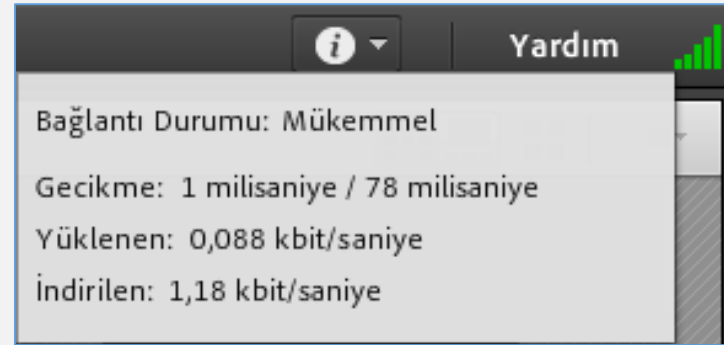 i
Yardım
Bağlantı Durumu: Mükemmel
Gecikme: 1 milisaniye / 78 milisaniye
Yüklenen: 0,088 kbit/saniye
İndirilen: 1,18 kbit/saniye